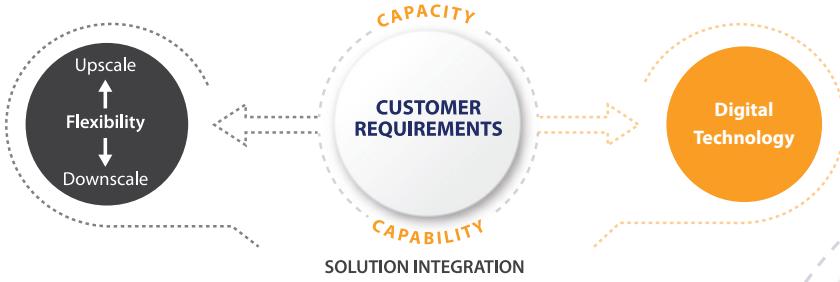 CAPACITY
Upscale
Flexibility
Downscale
CUSTOMER
REQUIREMENTS
Digital
Technology
CAPABILITY
SOLUTION INTEGRATION